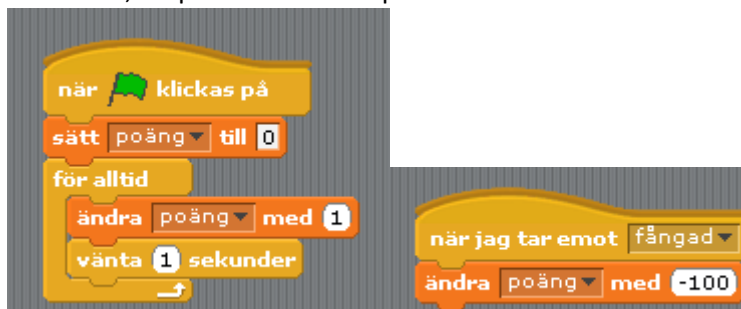 när klickas på
sätt poäng till 0
för alltid
ändra poäng med 1
vänta 1 sekunder
när jag tar emot fångad
ändra poäng med -100